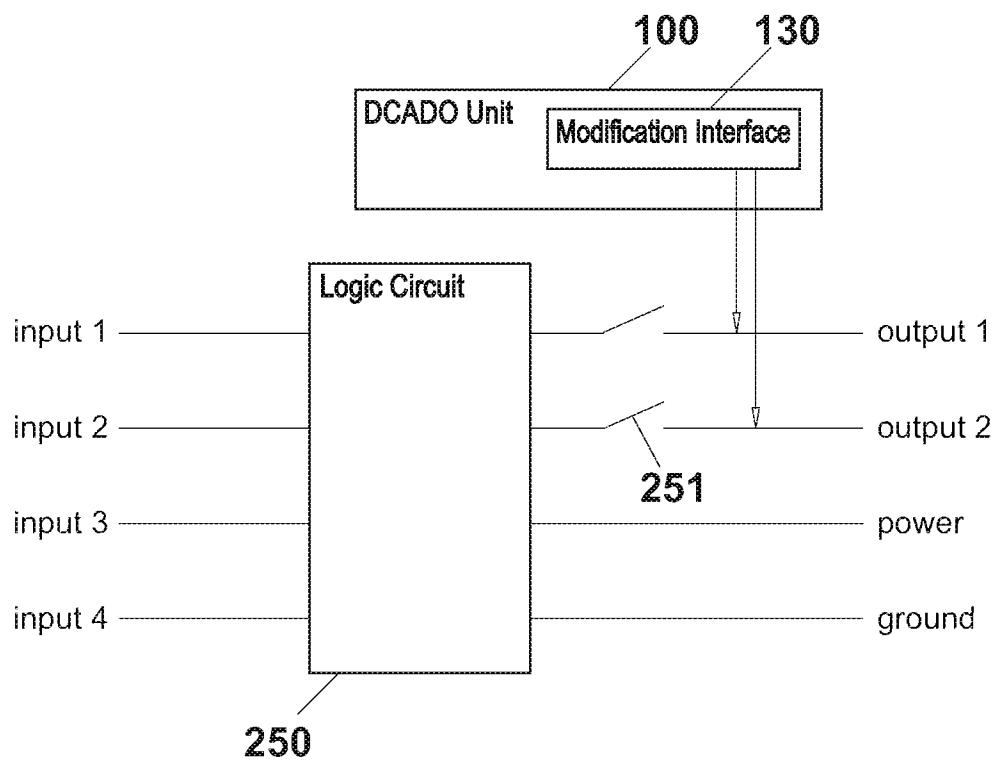 100 130
DCADO Unit
Modification Interface
Logic Circuit
input 1
output 1
input 2
output 2
251
input 3
power
input 4
ground
250